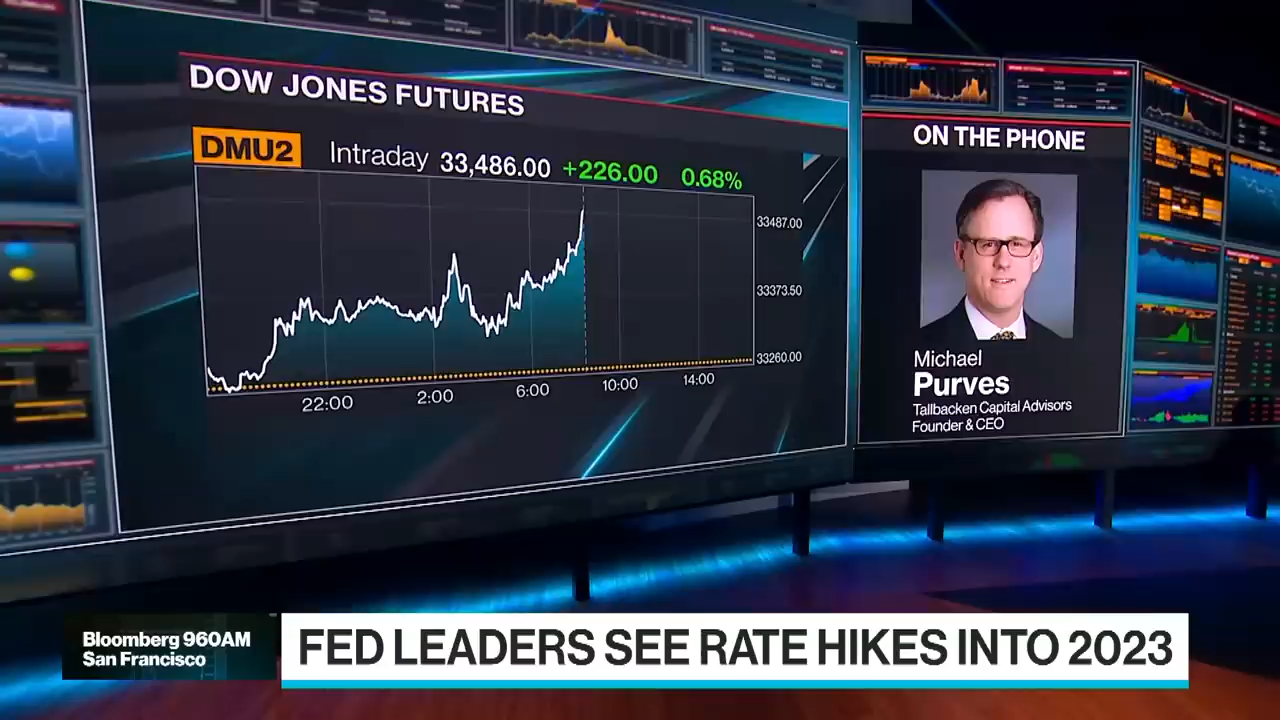 DOW JONES FUTURES
DMU2 Intraday 33,486.00 +226.00 0.68%
33487.00
33373.50
33260.00
22:00 2:00 6:00 10:00 14:00
ON THE PHONE
Michael
Purves
Tallbacken Capital Advisors
Founder & CEO
Bloomberg 960AM
San Francisco
FED LEADERS SEE RATE HIKES INTO 2023